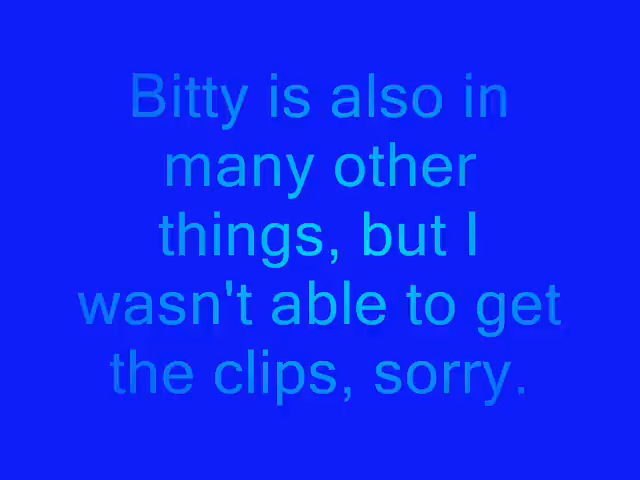 Bitty is also in
many other
things, but I
wasn't able to get
the clips, sorry.